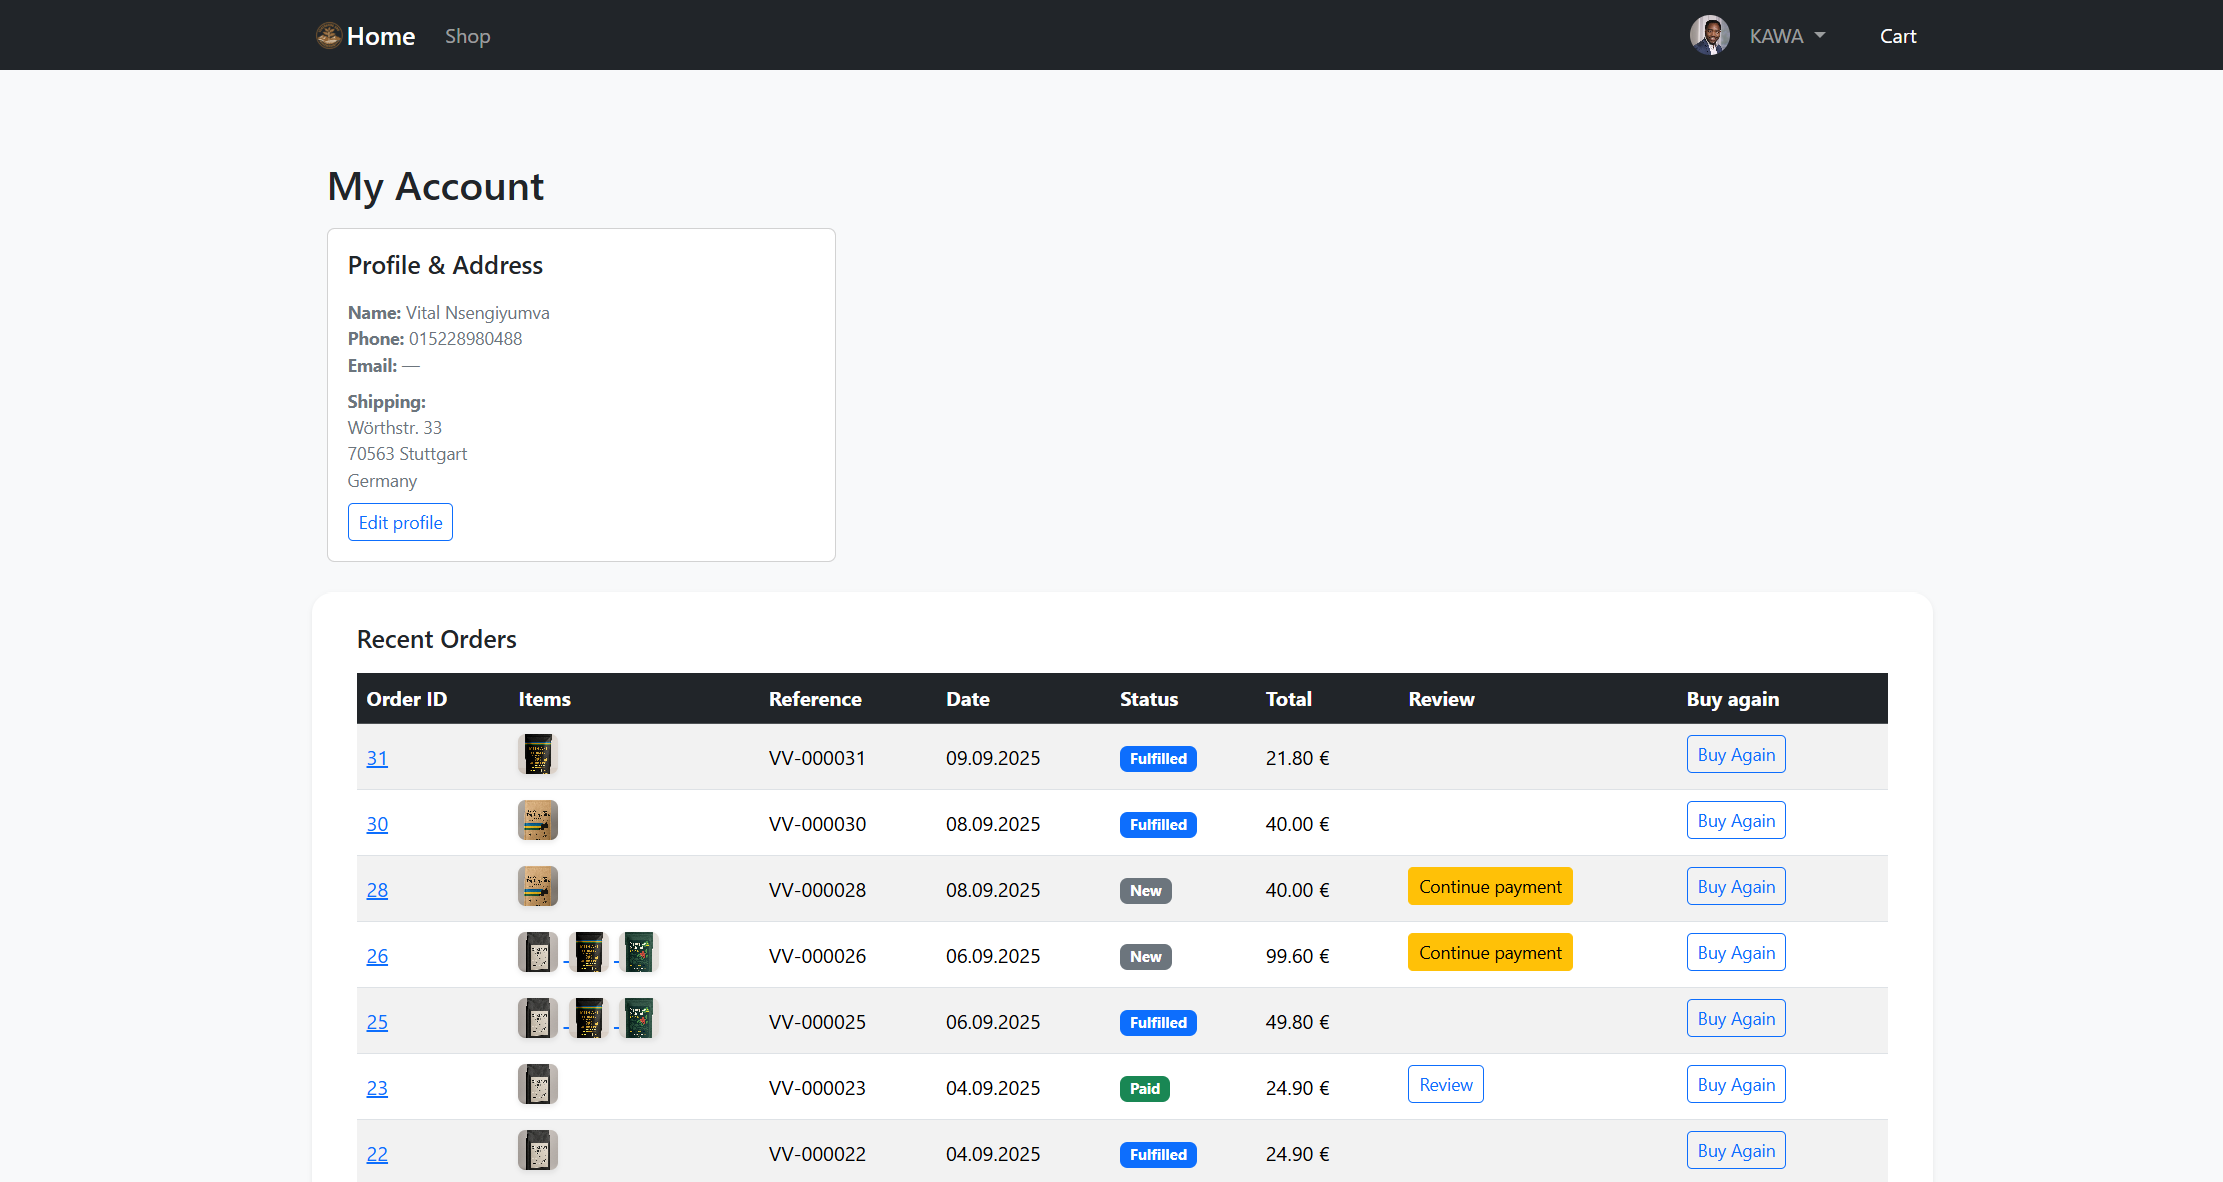 Home Shop KAWA Cart
My Account
Profile & Address
Name: Vital Nsengiyumva
Phone: 015228980488
Email: —
Shipping:
Wörthstr. 33
70563 Stuttgart
Germany
Edit profile
Recent Orders
Order ID Items Reference Date Status Total Review Buy again
31 VV-000031 09.09.2025 Fulfilled 21.80 € Buy Again
30 VV-000030 08.09.2025 Fulfilled 40.00 € Buy Again
28 VV-000028 08.09.2025 New 40.00 € Continue payment Buy Again
26 VV-000026 06.09.2025 New 99.60 € Continue payment Buy Again
25 VV-000025 06.09.2025 Fulfilled 49.80 € Buy Again
23 VV-000023 04.09.2025 Paid 24.90 € Review Buy Again
22 VV-000022 04.09.2025 Fulfilled 24.90 € Buy Again